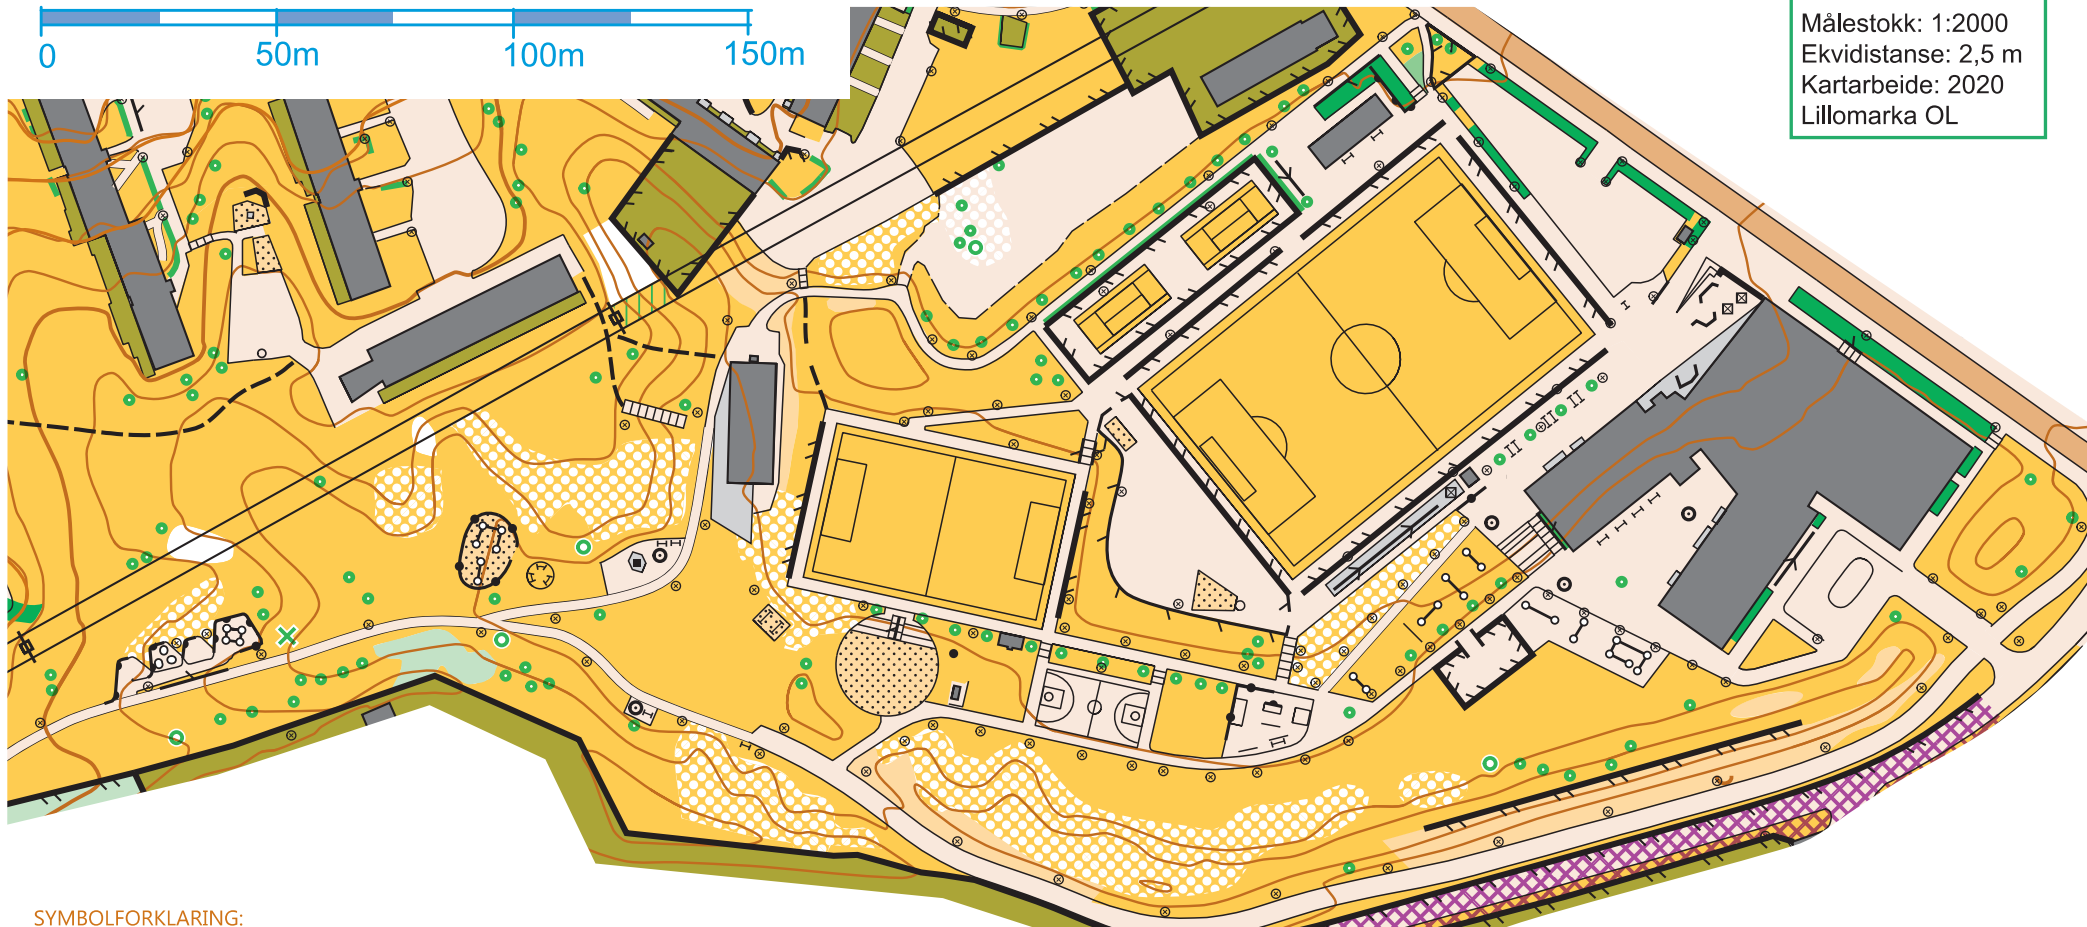 0 50m 100m 150m
Målestokk: 1:2000
Ekvidistanse: 2,5 m
Kartarbeide: 2020
Lillomarka OL
SYMBOLFORKLARING: